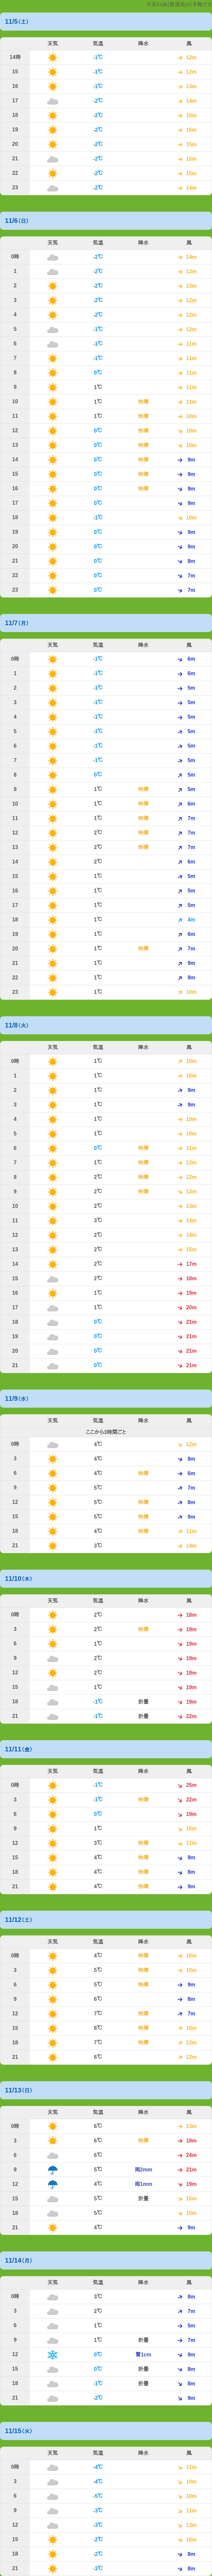 11/5(土)
天気 気温 降水 風
14時 -1℃ 12m
15 -1℃ 12m
16 -1℃ 13m
17 -2℃ 14m
18 -2℃ 15m
19 -2℃ 15m
20 -2℃ 15m
21 -2℃ 15m
22 -2℃ 15m
23 -2℃ 14m
11/6(日)
天気 気温 降水 風
0時 -2℃ 14m
1 -2℃ 13m
2 -2℃ 13m
3 -2℃ 12m
4 -2℃ 12m
5 -1℃ 12m
6 -1℃ 11m
7 -1℃ 11m
8 0℃ 11m
9 1℃ 11m
10 1℃ 快晴 11m
11 1℃ 快晴 10m
12 0℃ 快晴 10m
13 0℃ 快晴 10m
14 0℃ 快晴 9m
15 0℃ 快晴 9m
16 0℃ 快晴 9m
17 0℃ 9m
18 -1℃ 10m
19 0℃ 9m
20 0℃ 9m
21 0℃ 8m
22 0℃ 7m
23 0℃ 7m
11/7(月)
天気 気温 降水 風
0時 -1℃ 6m
1 -1℃ 6m
2 -1℃ 5m
3 -1℃ 5m
4 -1℃ 5m
5 -1℃ 5m
6 -1℃ 5m
7 -1℃ 5m
8 0℃ 5m
9 1℃ 快晴 5m
10 1℃ 快晴 6m
11 1℃ 快晴 7m
12 2℃ 快晴 7m
13 2℃ 快晴 7m
14 2℃ 6m
15 1℃ 5m
16 1℃ 5m
17 1℃ 5m
18 1℃ 4m
19 1℃ 6m
20 1℃ 快晴 7m
21 1℃ 9m
22 1℃ 9m
23 1℃ 10m
11/8(火)
天気 気温 降水 風
0時 1℃ 10m
1 1℃ 10m
2 1℃ 9m
3 1℃ 9m
4 1℃ 10m
5 1℃ 10m
6 0℃ 快晴 11m
7 1℃ 快晴 12m
8 2℃ 快晴 12m
9 2℃ 快晴 13m
10 2℃ 13m
11 3℃ 14m
12 2℃ 14m
13 2℃ 15m
14 2℃ 17m
15 2℃ 18m
16 1℃ 19m
17 1℃ 20m
18 0℃ 21m
19 0℃ 21m
20 0℃ 21m
21 0℃ 21m
11/9(水)
天気 気温 降水 風
ここから3時間ごと
0時 4℃ 12m
3 4℃ 8m
6 4℃ 快晴 6m
9 5℃ 7m
12 5℃ 快晴 8m
15 5℃ 快晴 9m
18 4℃ 快晴 11m
21 3℃ 14m
11/10(木)
天気 気温 降水 風
0時 2℃ 18m
3 2℃ 快晴 19m
6 1℃ 19m
9 2℃ 19m
12 2℃ 19m
15 1℃ 19m
18 -1℃ 折曇 19m
21 -1℃ 折曇 22m
11/11(金)
天気 気温 降水 風
0時 -1℃ 25m
3 -1℃ 快晴 22m
6 0℃ 19m
9 1℃ 15m
12 3℃ 快晴 11m
15 4℃ 快晴 9m
18 4℃ 快晴 8m
21 4℃ 快晴 9m
11/12(土)
天気 気温 降水 風
0時 4℃ 快晴 10m
3 5℃ 快晴 10m
6 5℃ 快晴 9m
9 6℃ 8m
12 7℃ 快晴 7m
15 8℃ 快晴 10m
18 7℃ 快晴 12m
21 6℃ 12m
11/13(日)
天気 気温 降水 風
0時 6℃ 13m
3 6℃ 快晴 18m
6 6℃ 24m
9 5℃ 雨2mm 21m
12 4℃ 雨1mm 19m
15 5℃ 折曇 15m
18 5℃ 10m
21 4℃ 9m
11/14(月)
天気 気温 降水 風
0時 3℃ 8m
3 2℃ 7m
6 1℃ 5m
9 1℃ 折曇 7m
12 0℃ 雪1cm 9m
15 0℃ 折曇 8m
18 -1℃ 折曇 8m
21 -2℃ 9m
11/15(火)
天気 気温 降水 風
0時 -4℃ 11m
3 -4℃ 10m
6 -5℃ 10m
9 -3℃ 11m
12 -3℃ 13m
15 -2℃ 10m
18 -2℃ 8m
21 -3℃ 8m